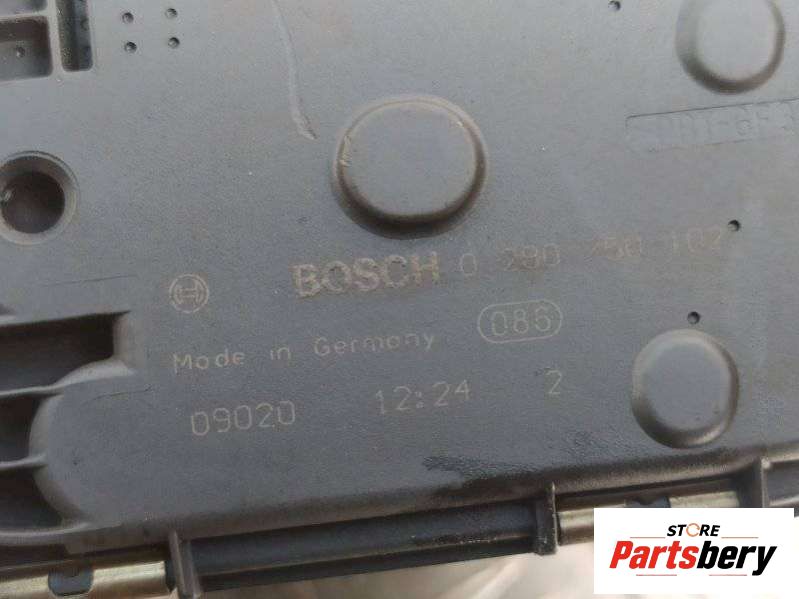 BOSCH 0 280 750 102
086
Made in Germany
09020 12:24 2
STORE
Partsbery